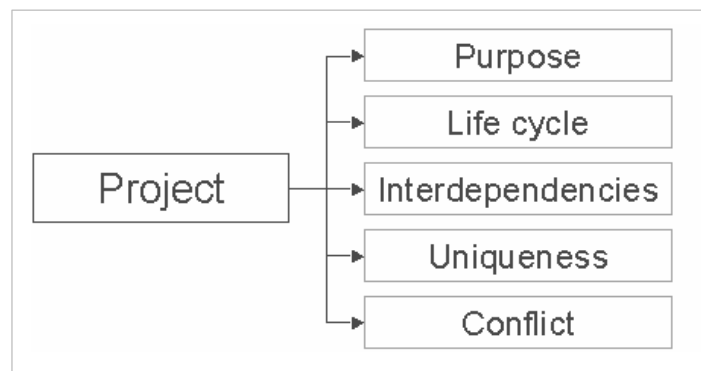 Project
Purpose
Life cycle
Interdependencies
Uniqueness
Conflict